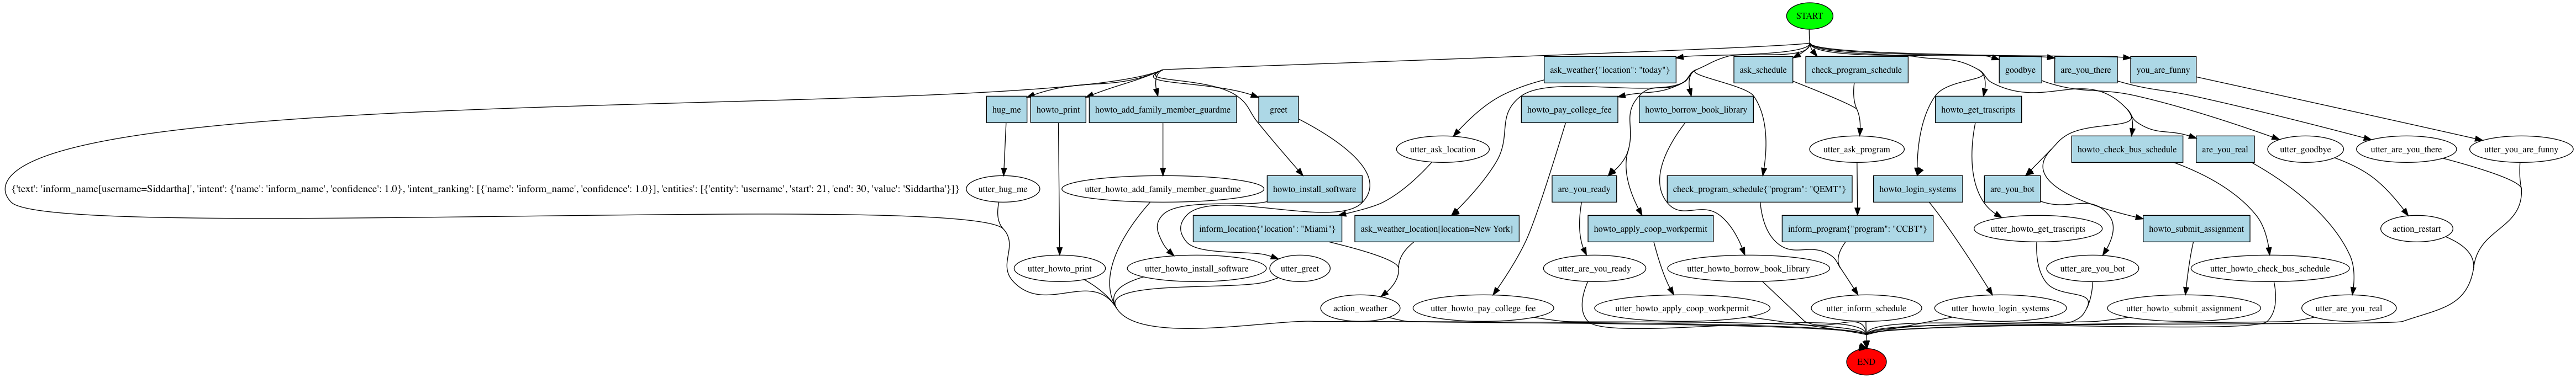 START
ask_weather{"location": "today"}
ask_schedule
check_program_schedule
goodbye
are_you_there
you_are_funny
hug_me
howto_print
howto_add_family_member_guardme
greet
howto_pay_college_fee
howto_borrow_book_library
howto_get_trascripts
utter_ask_location
utter_ask_program
howto_check_bus_schedule
are_you_real
utter_goodbye
utter_are_you_there
utter_you_are_funny
{'text': 'inform_name[username=Siddartha]', 'intent': {'name': 'inform_name', 'confidence': 1.0}, 'intent_ranking': [{'name': 'inform_name', 'confidence': 1.0}], 'entities': [{'entity': 'username', 'start': 21, 'end': 30, 'value': 'Siddartha'}]}
utter_hug_me
utter_howto_add_family_member_guardme
howto_install_software
are_you_ready
check_program_schedule{"program": "QEMT"}
howto_login_systems
are_you_bot
inform_location{"location": "Miami"}
ask_weather_location[location=New York]
howto_apply_coop_workpermit
inform_program{"program": "CCBT"}
utter_howto_get_trascripts
howto_submit_assignment
action_restart
utter_howto_print
utter_howto_install_software
utter_greet
utter_are_you_ready
utter_howto_borrow_book_library
utter_are_you_bot
utter_howto_check_bus_schedule
action_weather
utter_howto_pay_college_fee
utter_howto_apply_coop_workpermit
utter_inform_schedule
utter_howto_login_systems
utter_howto_submit_assignment
utter_are_you_real
END